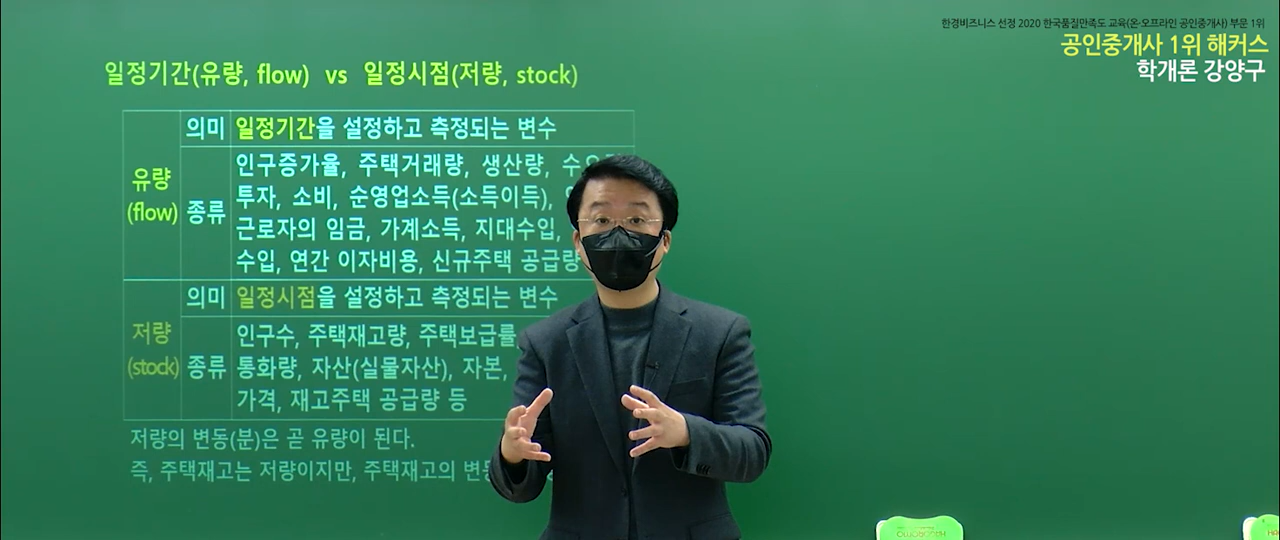 한경비즈니스 선정 2020 한국품질만족도 교육(온·오프라인 공인중개사) 부문 1위
공인중개사 1위 해커스
학개론 강양구
일정기간(유량, flow) vs 일정시점(저량, stock)
유량
(flow)
의미
일정기간을 설정하고 측정되는 변수
종류
인구증가율, 주택거래량, 생산량,
투자, 소비, 순영업소득(소득이득),
근로자의 임금, 가계소득, 지대수입,
수입, 연간 이자비용, 신규주택 공급량
저량
(stock)
의미
일정시점을 설정하고 측정되는 변수
종류
인구수, 주택재고량, 주택보급률,
통화량, 자산(실물자산), 자본,
가격, 재고주택 공급량 등
저량의 변동(분)은 곧 유량이 된다.
즉, 주택재고는 저량이지만, 주택재고의